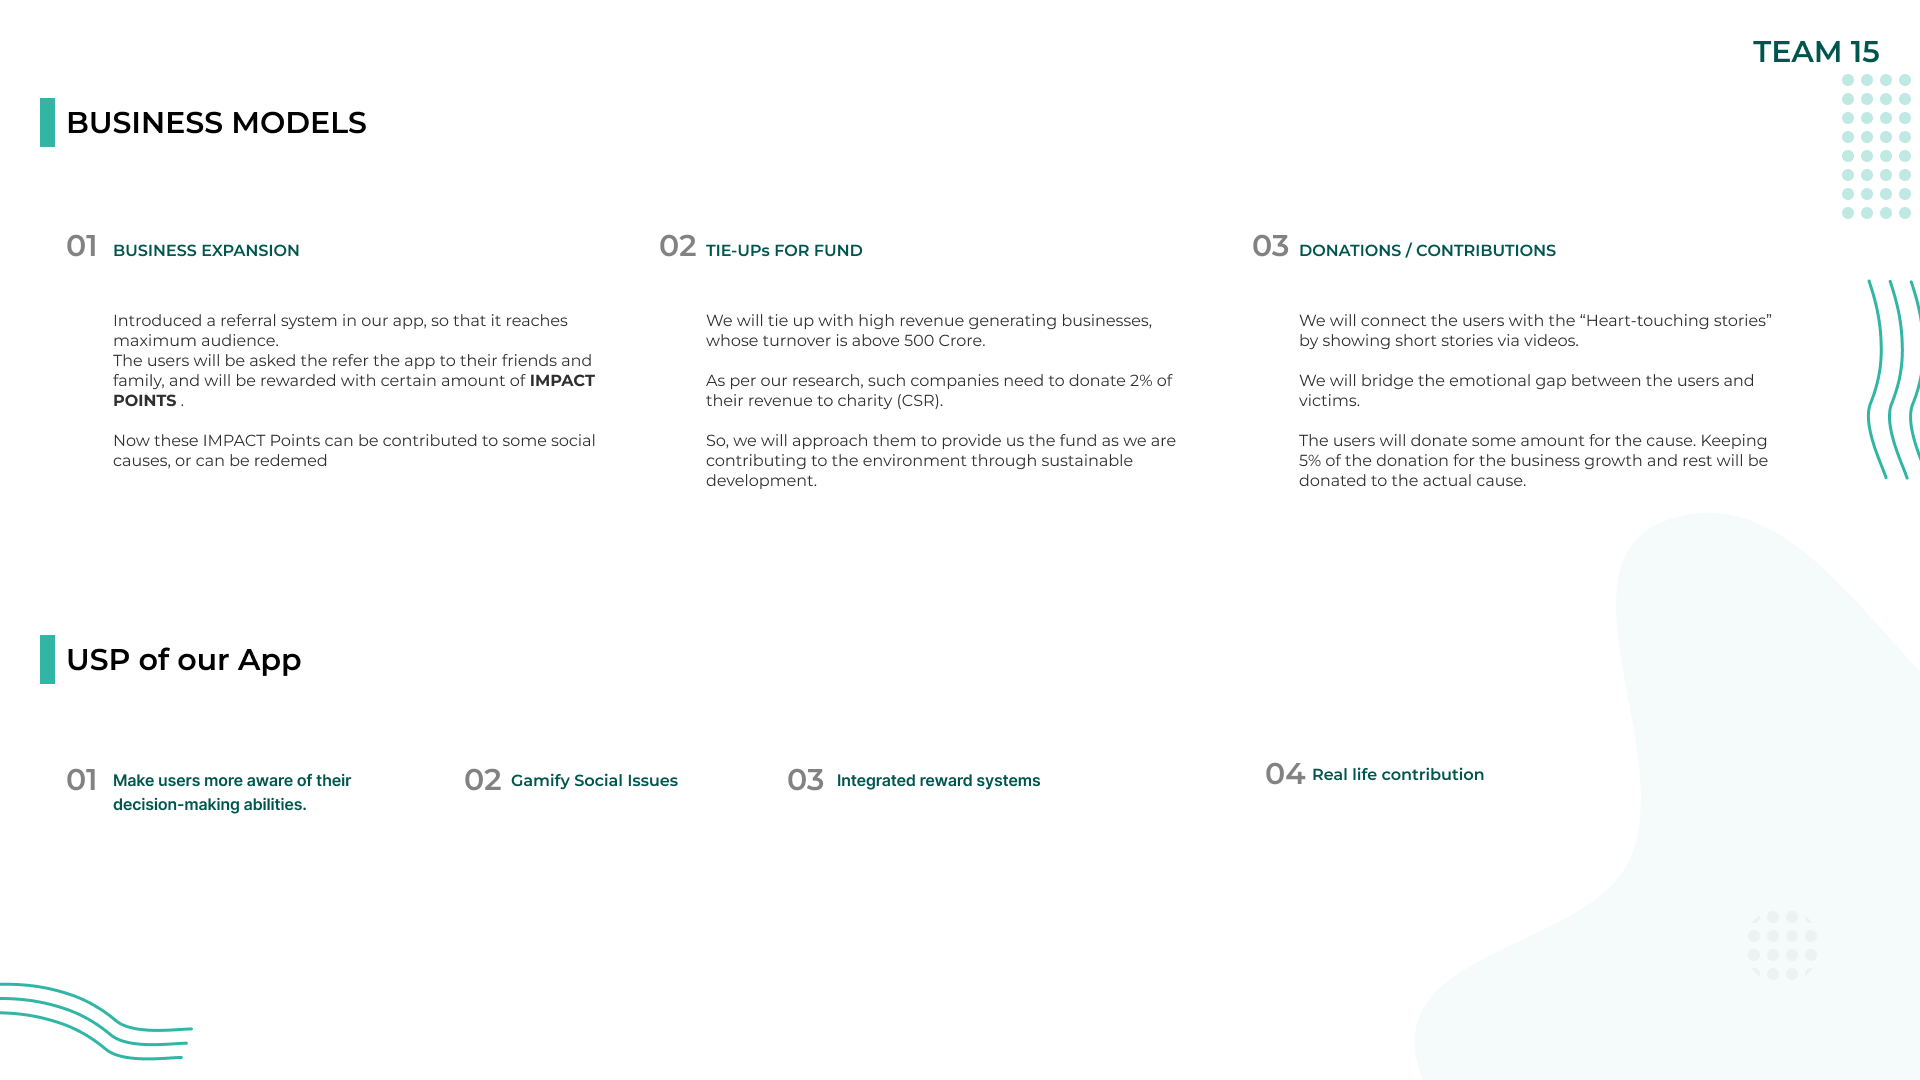 TEAM 15
BUSINESS MODELS
01 BUSINESS EXPANSION
Introduced a referral system in our app, so that it reaches
maximum audience.
The users will be asked the refer the app to their friends and
family, and will be rewarded with certain amount of IMPACT
POINTS .
Now these IMPACT Points can be contributed to some social
causes, or can be redemed
02 TIE-UPs FOR FUND
We will tie up with high revenue generating businesses,
whose turnover is above 500 Crore.
As per our research, such companies need to donate 2% of
their revenue to charity (CSR).
So, we will approach them to provide us the fund as we are
contributing to the environment through sustainable
development.
03 DONATIONS / CONTRIBUTIONS
We will connect the users with the “Heart-touching stories”
by showing short stories via videos.
We will bridge the emotional gap between the users and
victims.
The users will donate some amount for the cause. Keeping
5% of the donation for the business growth and rest will be
donated to the actual cause.
USP of our App
01 Make users more aware of their
decision-making abilities.
02 Gamify Social Issues
03 Integrated reward systems
04 Real life contribution